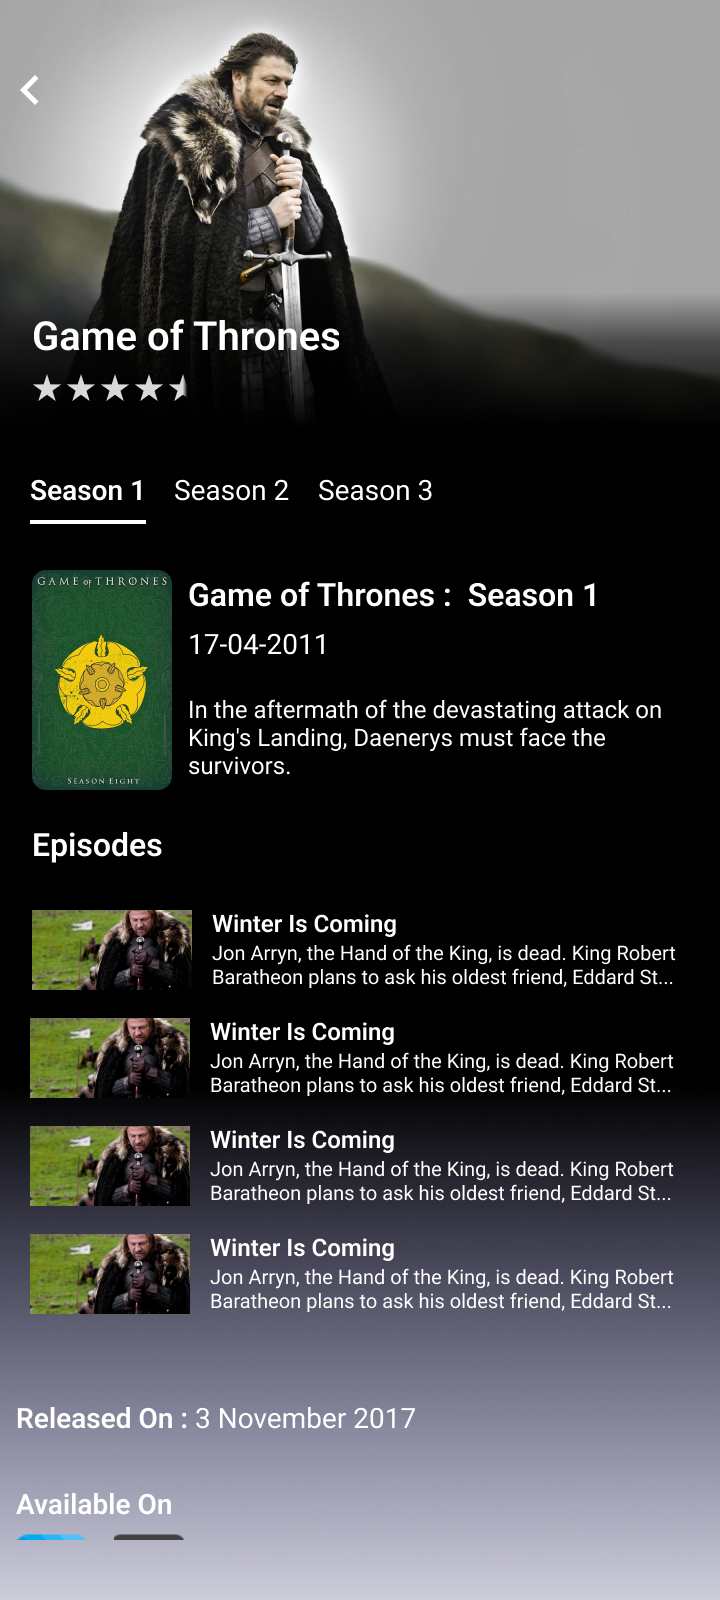 Game of Thrones
Season 1 Season 2 Season 3
GAME of THRONES
SEASON EIGHT
Game of Thrones : Season 1
17-04-2011
In the aftermath of the devastating attack on
King's Landing, Daenerys must face the
survivors.
Episodes
Winter Is Coming
Jon Arryn, the Hand of the King, is dead. King Robert
Baratheon plans to ask his oldest friend, Eddard St...
Winter Is Coming
Jon Arryn, the Hand of the King, is dead. King Robert
Baratheon plans to ask his oldest friend, Eddard St...
Winter Is Coming
Jon Arryn, the Hand of the King, is dead. King Robert
Baratheon plans to ask his oldest friend, Eddard St...
Winter Is Coming
Jon Arryn, the Hand of the King, is dead. King Robert
Baratheon plans to ask his oldest friend, Eddard St...
Released On : 3 November 2017
Available On